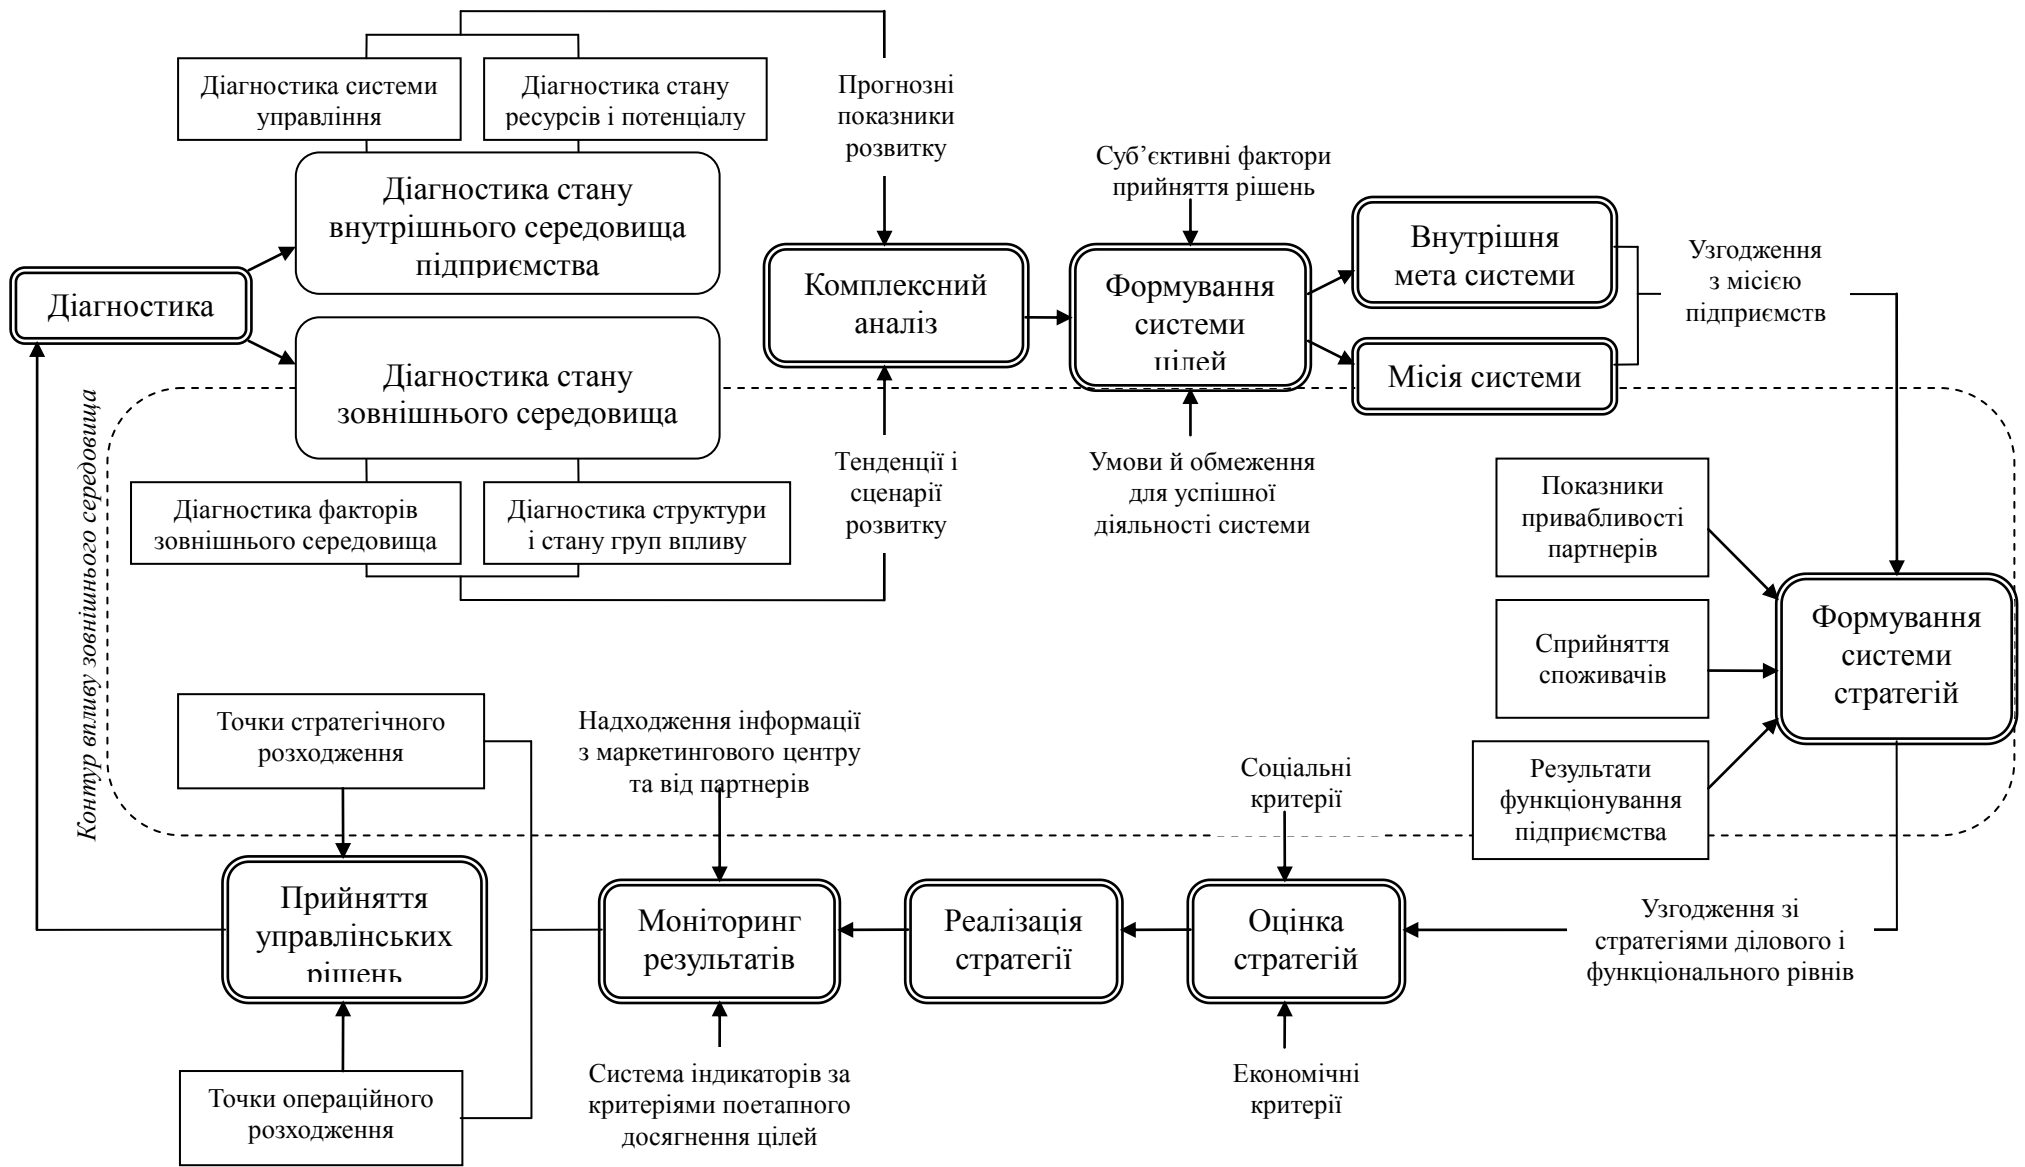 Діагностика системи
управління
Діагностика стану
ресурсів і потенціалу
Прогнозні
показники
розвитку
Діагностика стану
внутрішнього середовища
підприємства
Суб’єктивні фактори
прийняття рішень
Діагностика
Комплексний
аналіз
Формування
системи
цілей
Внутрішня
мета системи
Місія системи
Узгодження
з місією
підприємств
Діагностика стану
зовнішнього середовища
Контур впливу зовнішнього середовища
Діагностика факторів
зовнішнього середовища
Діагностика структури
і стану груп впливу
Тенденції і
сценарії
розвитку
Умови й обмеження
для успішної
діяльності системи
Показники
привабливості
партнерів
Сприйняття
споживачів
Результати
функціонування
підприємства
Формування
системи
стратегій
Точки стратегічного
розходження
Надходження інформації
з маркетингового центру
та від партнерів
Соціальні
критерії
Прийняття
управлінських
рішень
Моніторинг
результатів
Реалізація
стратегії
Оцінка
стратегій
Узгодження зі
стратегіями ділового і
функціонального рівнів
Точки операційного
розходження
Система індикаторів за
критеріями поетапного
досягнення цілей
Економічні
критерії